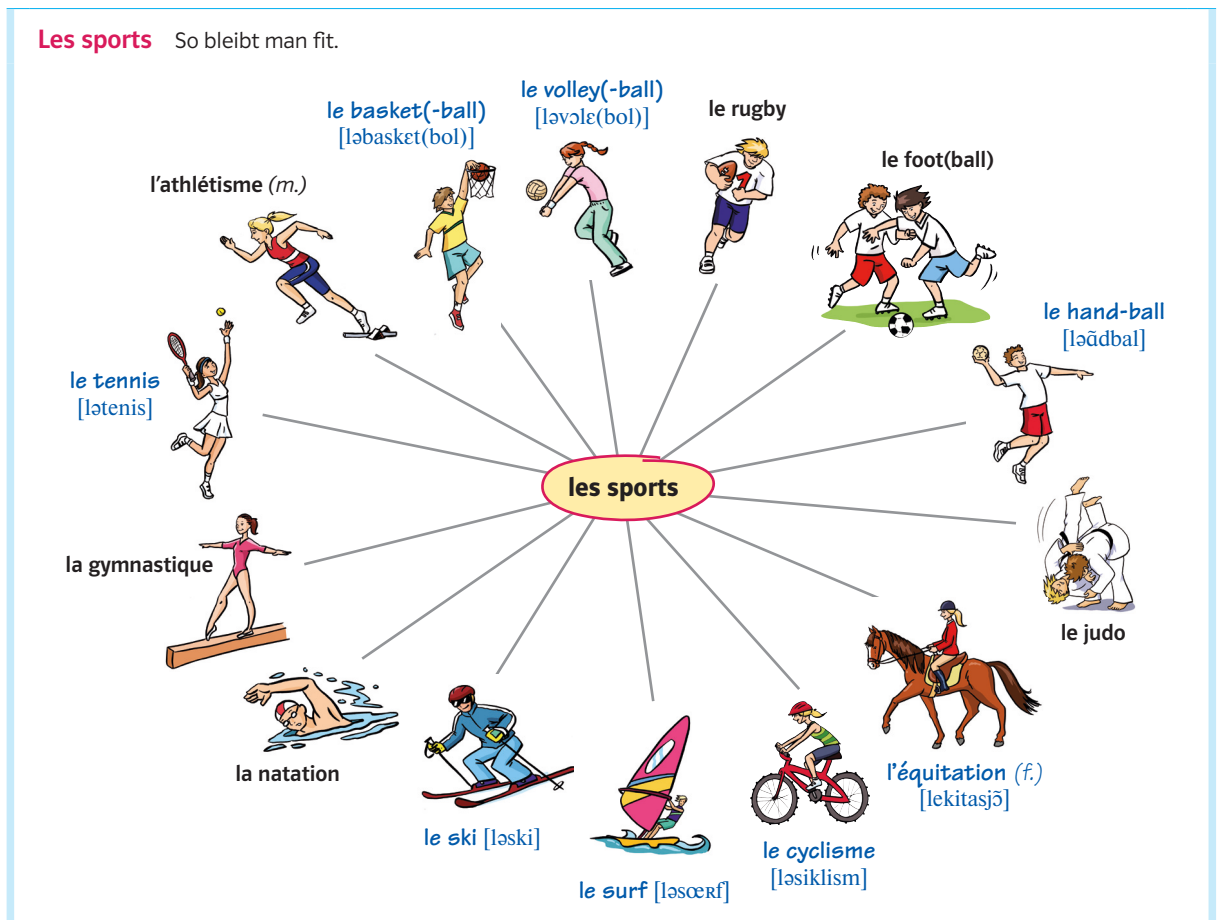 Les sports So bleibt man fit.
le basket(-ball)
[ləbaskɛt(bol)]
le volley(-ball)
[ləvɔlɛ(bol)]
le rugby
le foot(ball)
l'athlétisme (m.)
le hand-ball
[ləɑ̃dbal]
le tennis
[lətenis]
les sports
la gymnastique
le judo
la natation
l'équitation (f.)
[lekitasjɔ̃]
le ski [ləski]
le cyclisme
[ləsiklism]
le surf [ləsœʀf]